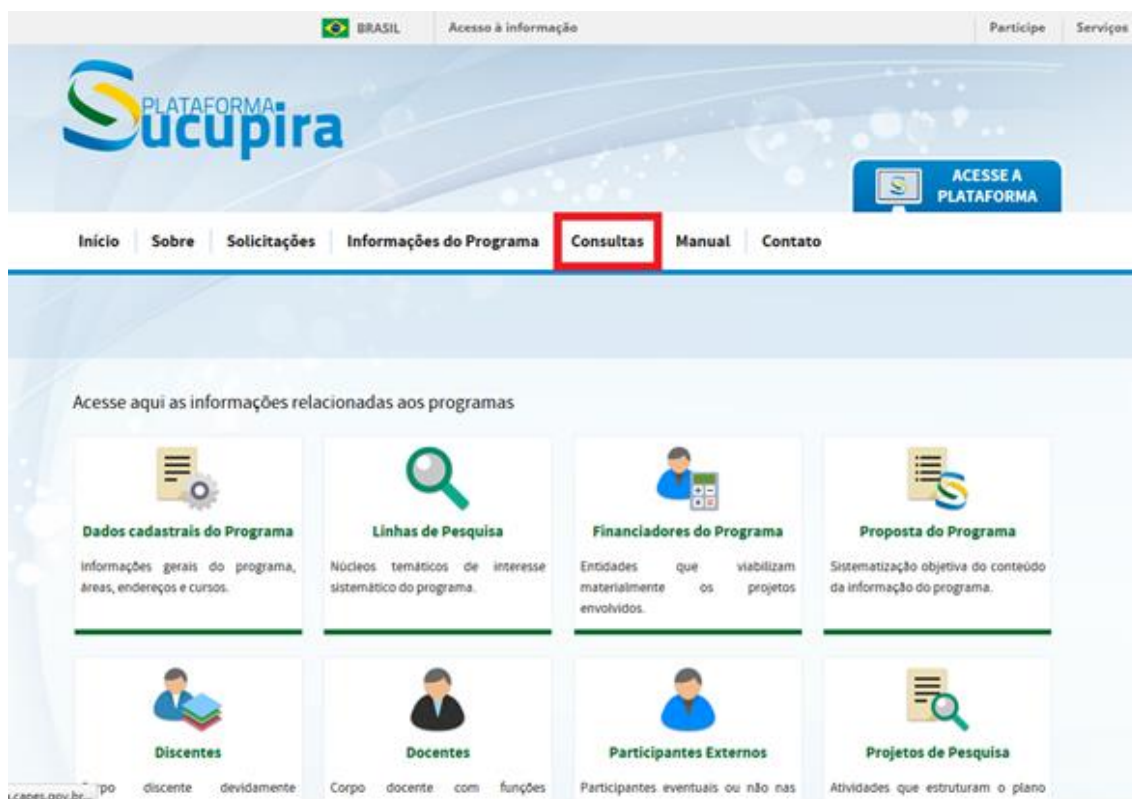 BRASIL Acesso à informação Participe Serviços
PLATAFORMA
Sucupira
ACESSE A
PLATAFORMA
Início Sobre Solicitações Informações do Programa Consultas Manual Contato
Acesse aqui as informações relacionadas aos programas
Dados cadastrais do Programa Linhas de Pesquisa Financiadores do Programa Proposta do Programa
Informações gerais do programa, Núcleos temáticos de interesse Entidades que viabilizam Sistematização objetiva do conteúdo
áreas, endereços e cursos. sistemático do programa. materialmente os projetos da informação do programa.
envolvidos.
Discentes Docentes Participantes Externos Projetos de Pesquisa
discente devidamente Corpo docente com funções Participantes eventuais ou não nas Atividades que estruturam o plano